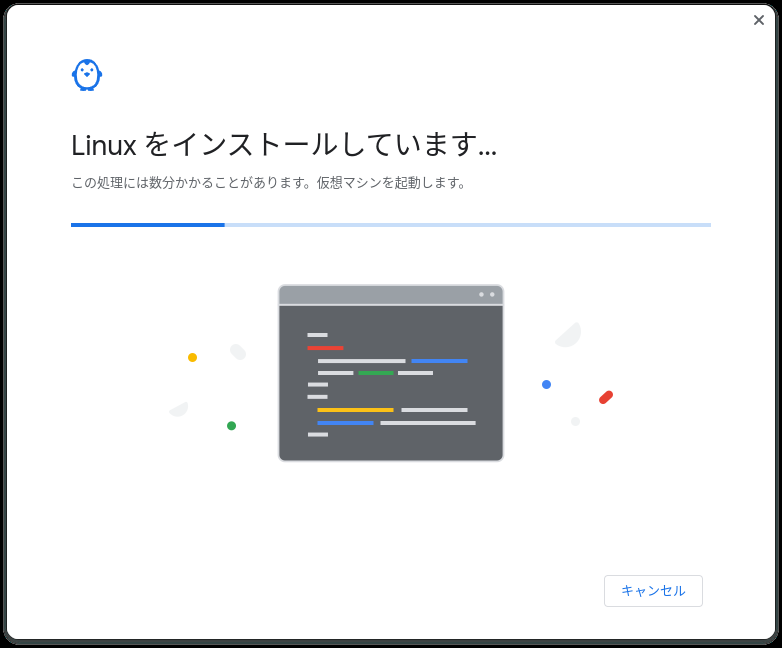 Linux をインストールしています...
この処理には数分かかることがあります。仮想マシンを起動します。
キャンセル